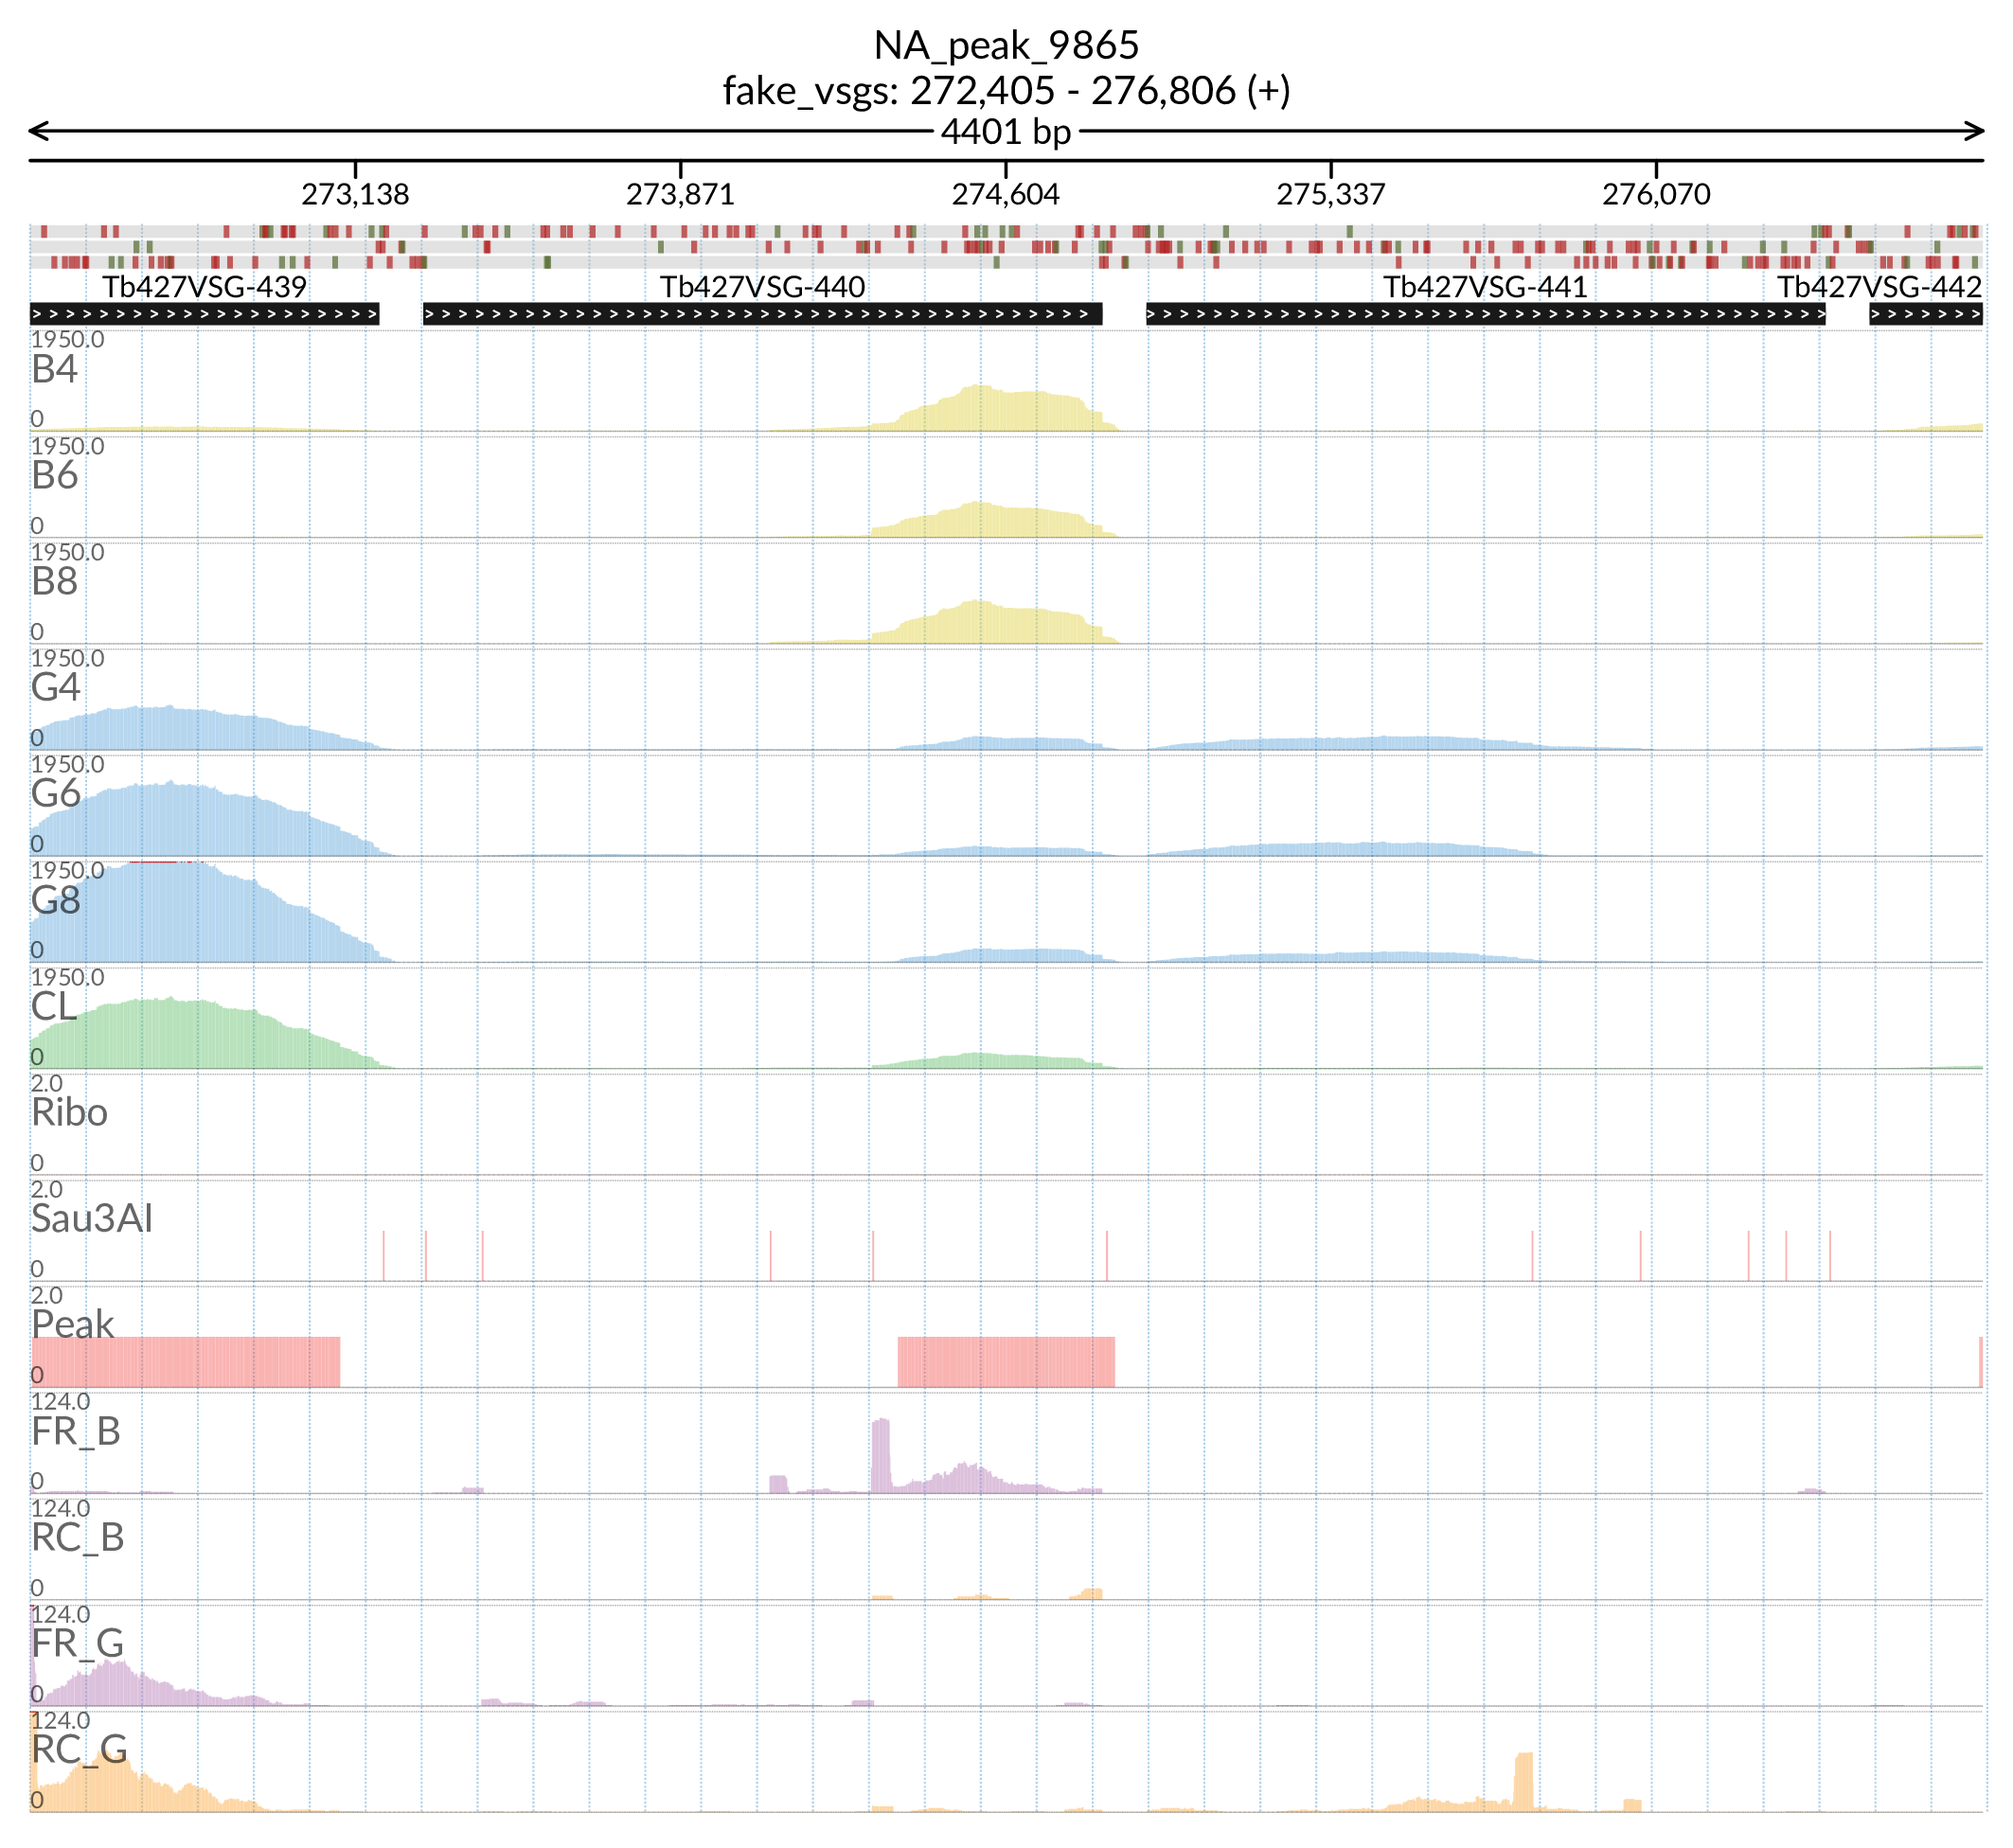 NA_peak_9865
fake_vsgs: 272,405 - 276,806 (+)
4401 bp
273,138 273,871 274,604 275,337 276,070
Tb427VSG-439 Tb427VSG-440 Tb427VSG-441 Tb427VSG-442
1950.0
B4
0
1950.0
B6
0
1950.0
B8
0
1950.0
G4
0
1950.0
G6
0
1950.0
G8
0
1950.0
CL
0
2.0
Ribo
0
2.0
Sau3AI
0
2.0
Peak
0
124.0
FR_B
0
124.0
RC_B
0
124.0
FR_G
0
124.0
RC_G
0